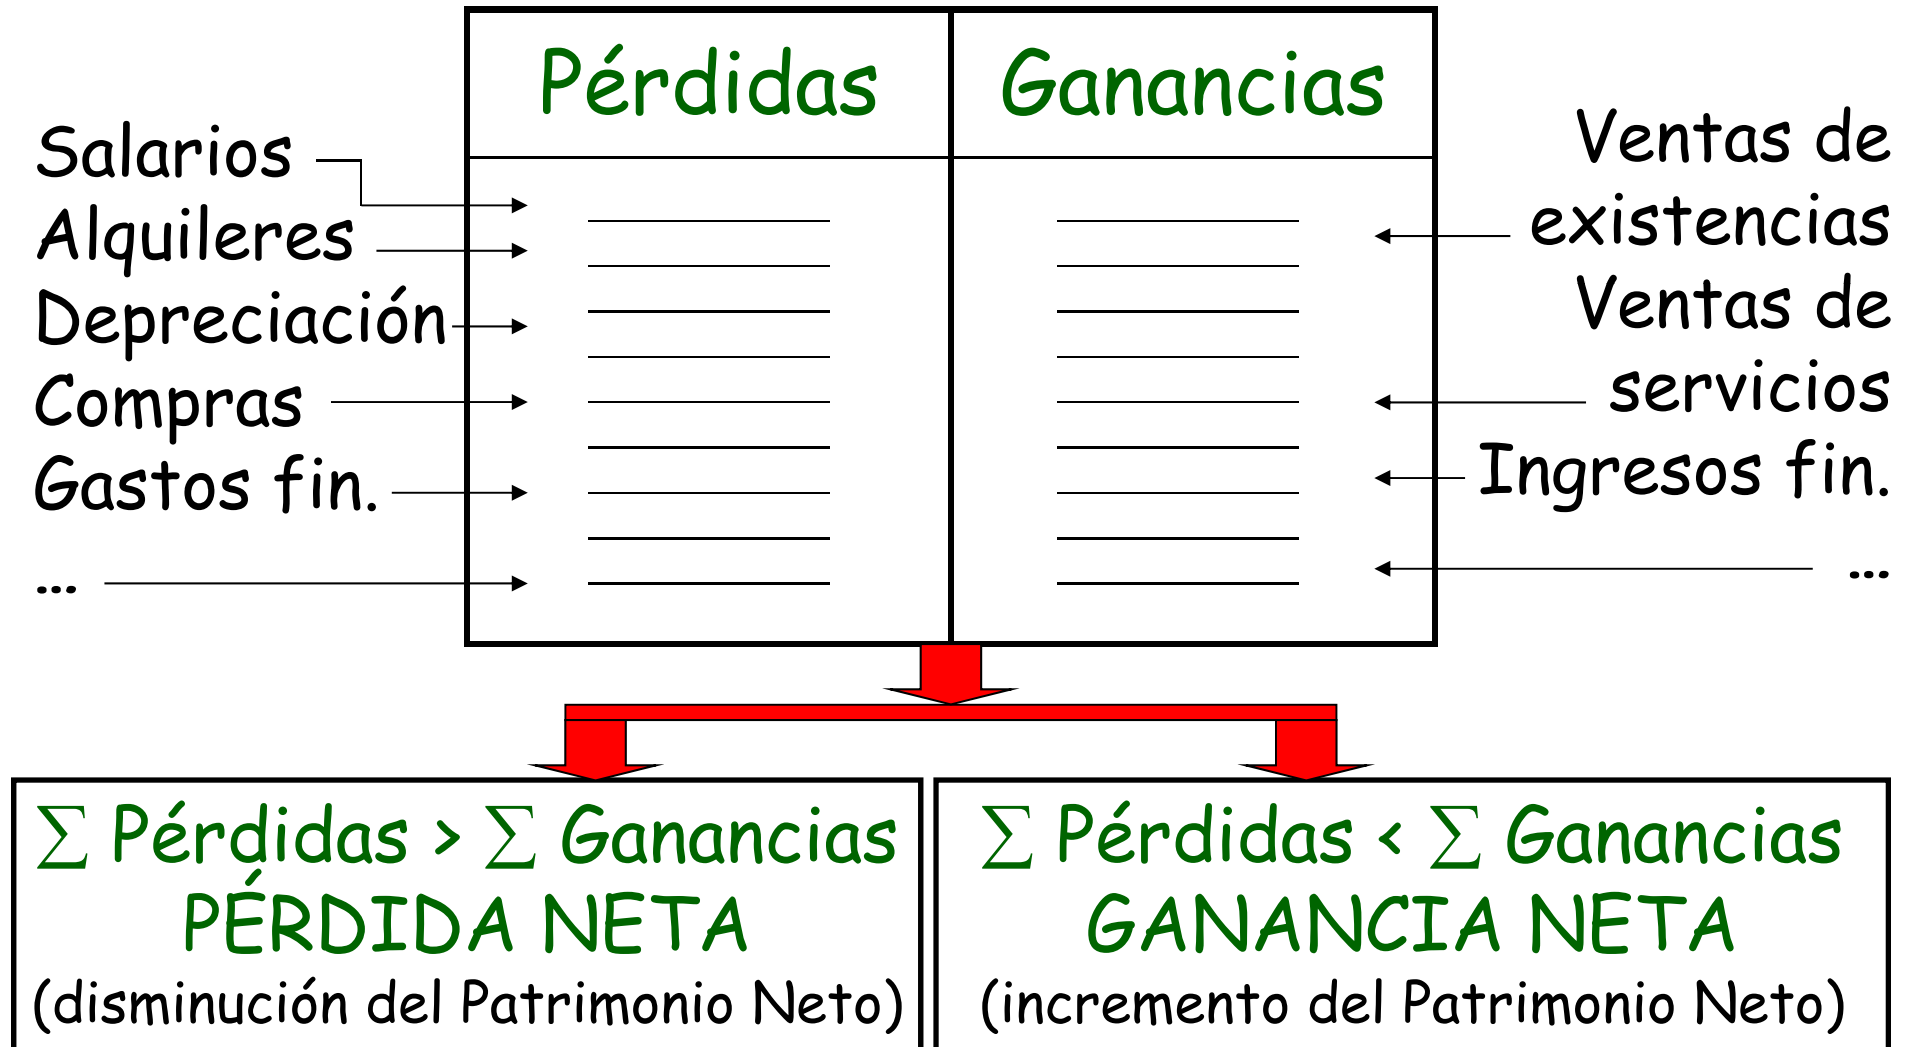 Pérdidas
Ganancias
Salarios
Alquileres
Depreciación
Compras
Gastos fin.
...
Ventas de
existencias
Ventas de
servicios
Ingresos fin.
...
∑ Pérdidas > ∑ Ganancias
PÉRDIDA NETA
(disminución del Patrimonio Neto)
∑ Pérdidas < ∑ Ganancias
GANANCIA NETA
(incremento del Patrimonio Neto)